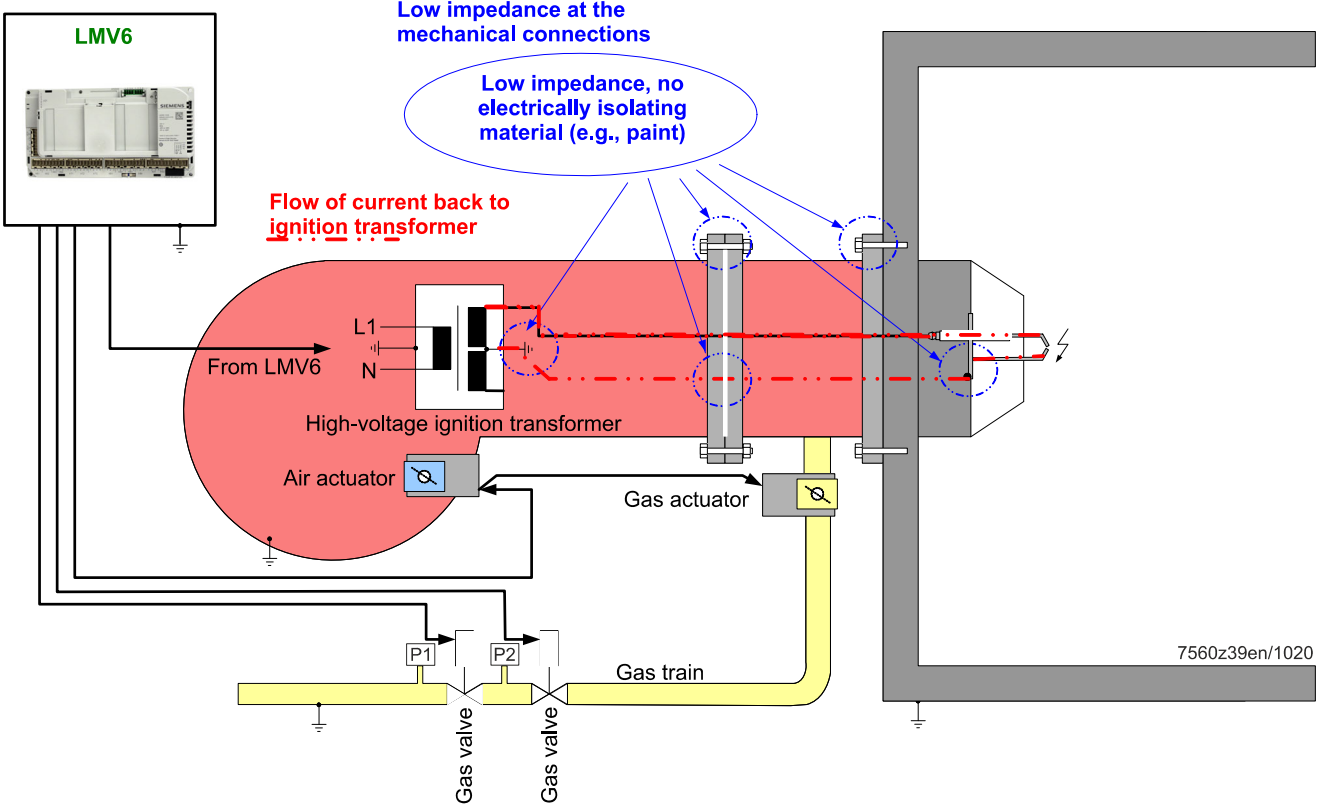 Low impedance at the
mechanical connections
LMV6
SIEMENS
Low impedance, no
electrically isolating
material (e.g., paint)
Flow of current back to
ignition transformer
L1
N
From LMV6
High-voltage ignition transformer
Air actuator
Gas actuator
P1
P2
Gas train
Gas valve
Gas valve
7560z39en/1020